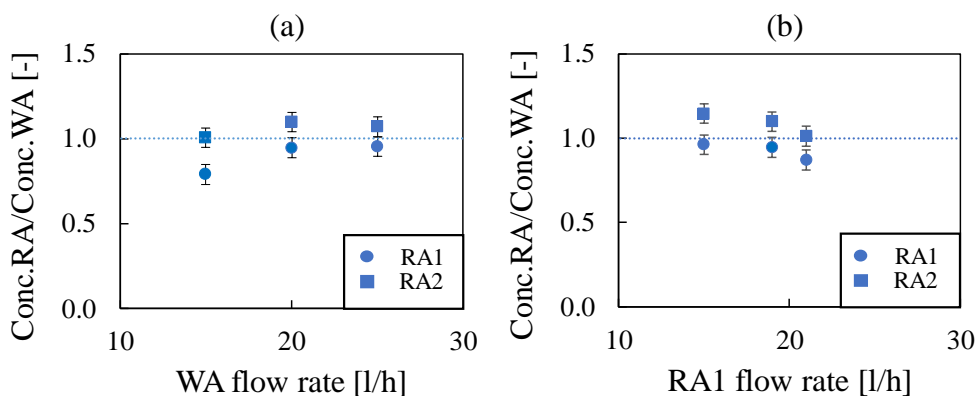 (a)
Conc.RA/Conc.WA [-]
1.5
1.0
0.5
0.0
10
20
30
WA flow rate [l/h]
RA1
RA2
(b)
Conc.RA/Conc.WA [-]
1.5
1.0
0.5
0.0
10
20
30
RA1 flow rate [l/h]
RA1
RA2